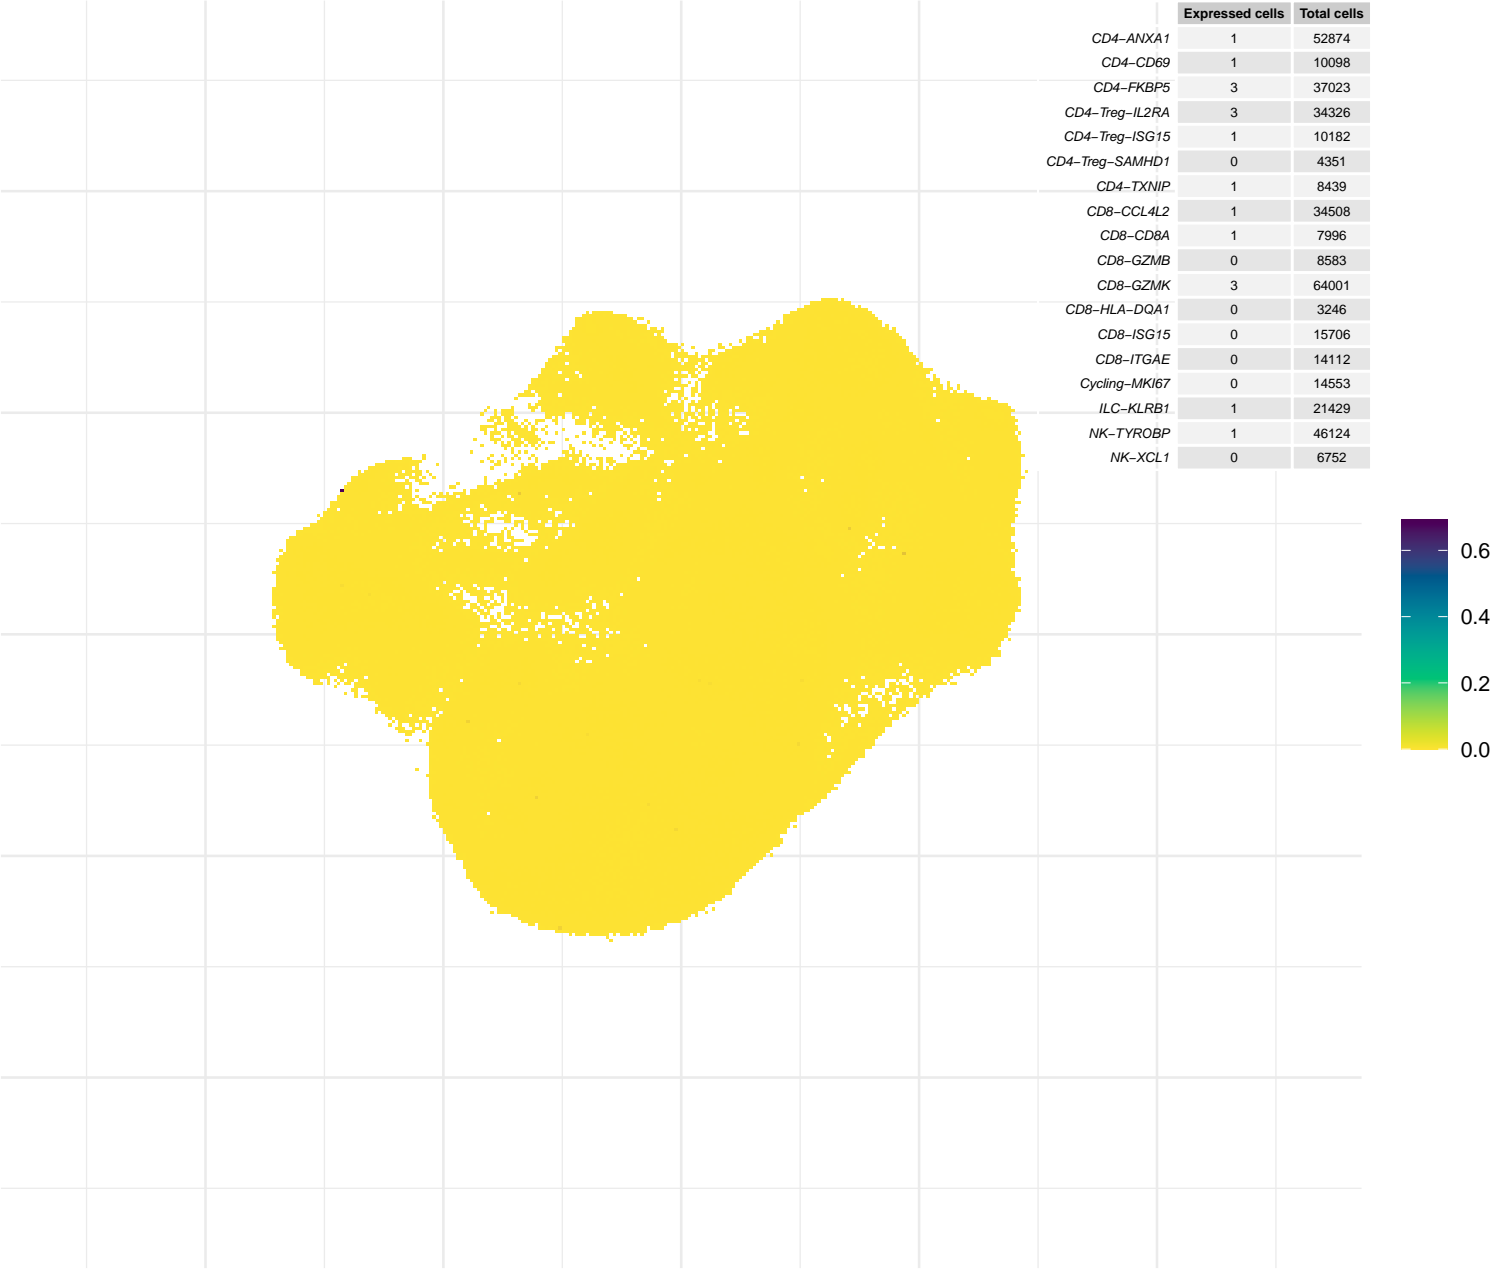 Expressed cells Total cells
CD4−ANXA1 1 52874
CD4−CD69 1 10098
CD4−FKBP5 3 37023
CD4−Treg−IL2RA 3 34326
CD4−Treg−ISG15 1 10182
CD4−Treg−SAMHD1 0 4351
CD4−TXNIP 1 8439
CD8−CCL4L2 1 34508
CD8−CD8A 1 7996
CD8−GZMB 0 8583
CD8−GZMK 3 64001
CD8−HLA−DQA1 0 3246
CD8−ISG15 0 15706
CD8−ITGAE 0 14112
Cycling−MKI67 0 14553
ILC−KLRB1 1 21429
NK−TYROBP 1 46124
NK−XCL1 0 6752
0.6
0.4
0.2
0.0